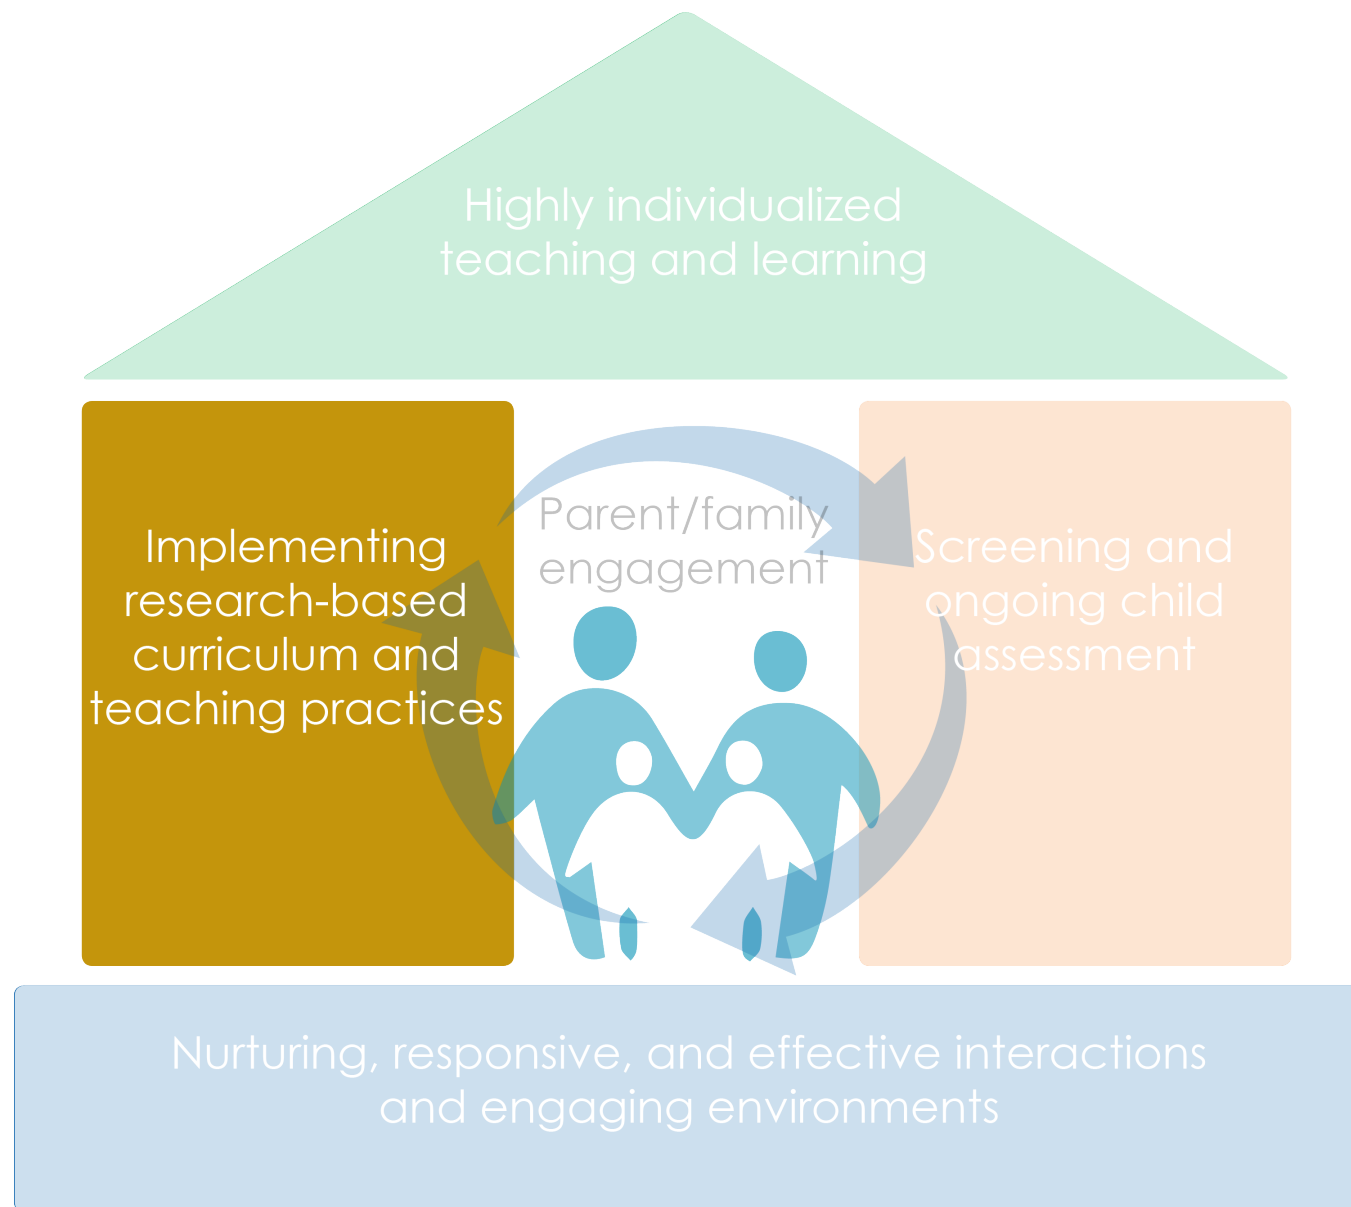 Highly individualized
teaching and learning
Parent/family
engagement
Implementing
research-based
curriculum and
teaching practices
Screening and
ongoing child
assessment
Nurturing, responsive, and effective interactions
and engaging environments